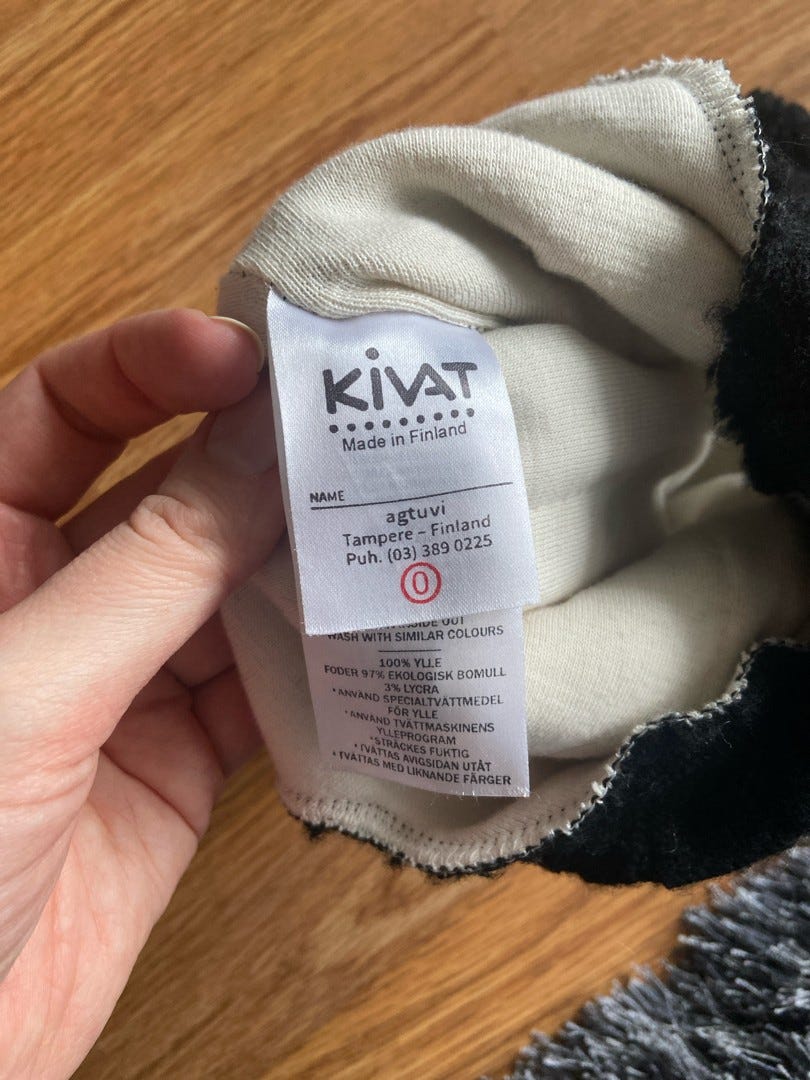 KiVAT
Made in Finland
NAME
agtuvi
Tampere – Finland
Puh. (03) 389 0225
0
INSIDE OUT
WASH WITH SIMILAR COLOURS
100% YLLE
FODER 97% EKOLOGISK BOMULL
3% LYCRA
• ANVÄND SPECIALTVÄTTMEDEL
FÖR YLLE
• ANVÄND TVÄTTMASKINENS
YLLEPROGRAM
• STRÄCKES FUKTIG
• TVÄTTAS AVIGSIDAN UTÅT
• TVÄTTAS MED LIKNANDE FÄRGER